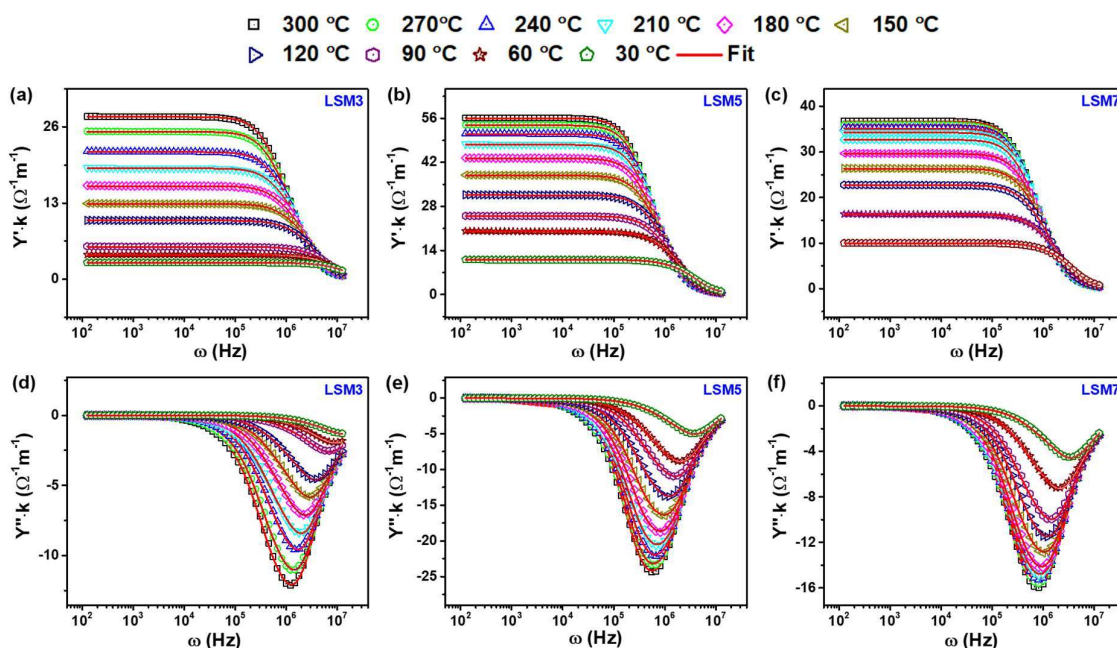 300 °C 270°C 240 °C 210 °C 180 °C 150 °C
120 °C 90 °C 60 °C 30 °C Fit
(a) LSM3
26
13
0
Y'·k (Ω⁻¹m⁻¹)
10² 10³ 10⁴ 10⁵ 10⁶ 10⁷
ω (Hz)
(b) LSM5
56
42
28
14
0
Y'·k (Ω⁻¹m⁻¹)
10² 10³ 10⁴ 10⁵ 10⁶ 10⁷
ω (Hz)
(c) LSM7
40
30
20
10
0
Y'·k (Ω⁻¹m⁻¹)
10² 10³ 10⁴ 10⁵ 10⁶ 10⁷
ω (Hz)
(d) LSM3
0
-5
-10
Y"·k (Ω⁻¹m⁻¹)
10² 10³ 10⁴ 10⁵ 10⁶ 10⁷
ω (Hz)
(e) LSM5
0
-5
-10
-15
-20
-25
Y"·k (Ω⁻¹m⁻¹)
10² 10³ 10⁴ 10⁵ 10⁶ 10⁷
ω (Hz)
(f) LSM7
0
-4
-8
-12
-16
Y"·k (Ω⁻¹m⁻¹)
10² 10³ 10⁴ 10⁵ 10⁶ 10⁷
ω (Hz)